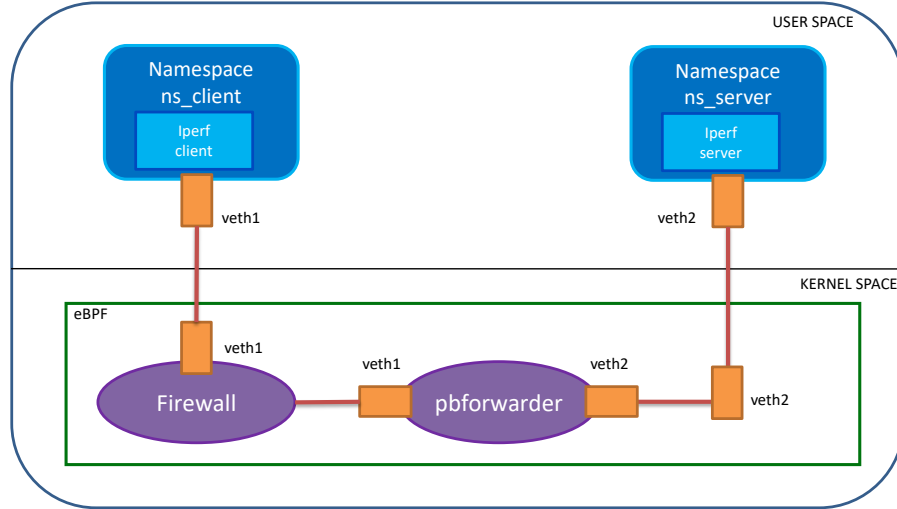 USER SPACE
Namespace
ns_client
Iperf
client
Namespace
ns_server
Iperf
server
veth1
veth2
KERNEL SPACE
eBPF
veth1
veth1
veth2
Firewall
pbforwarder
veth2